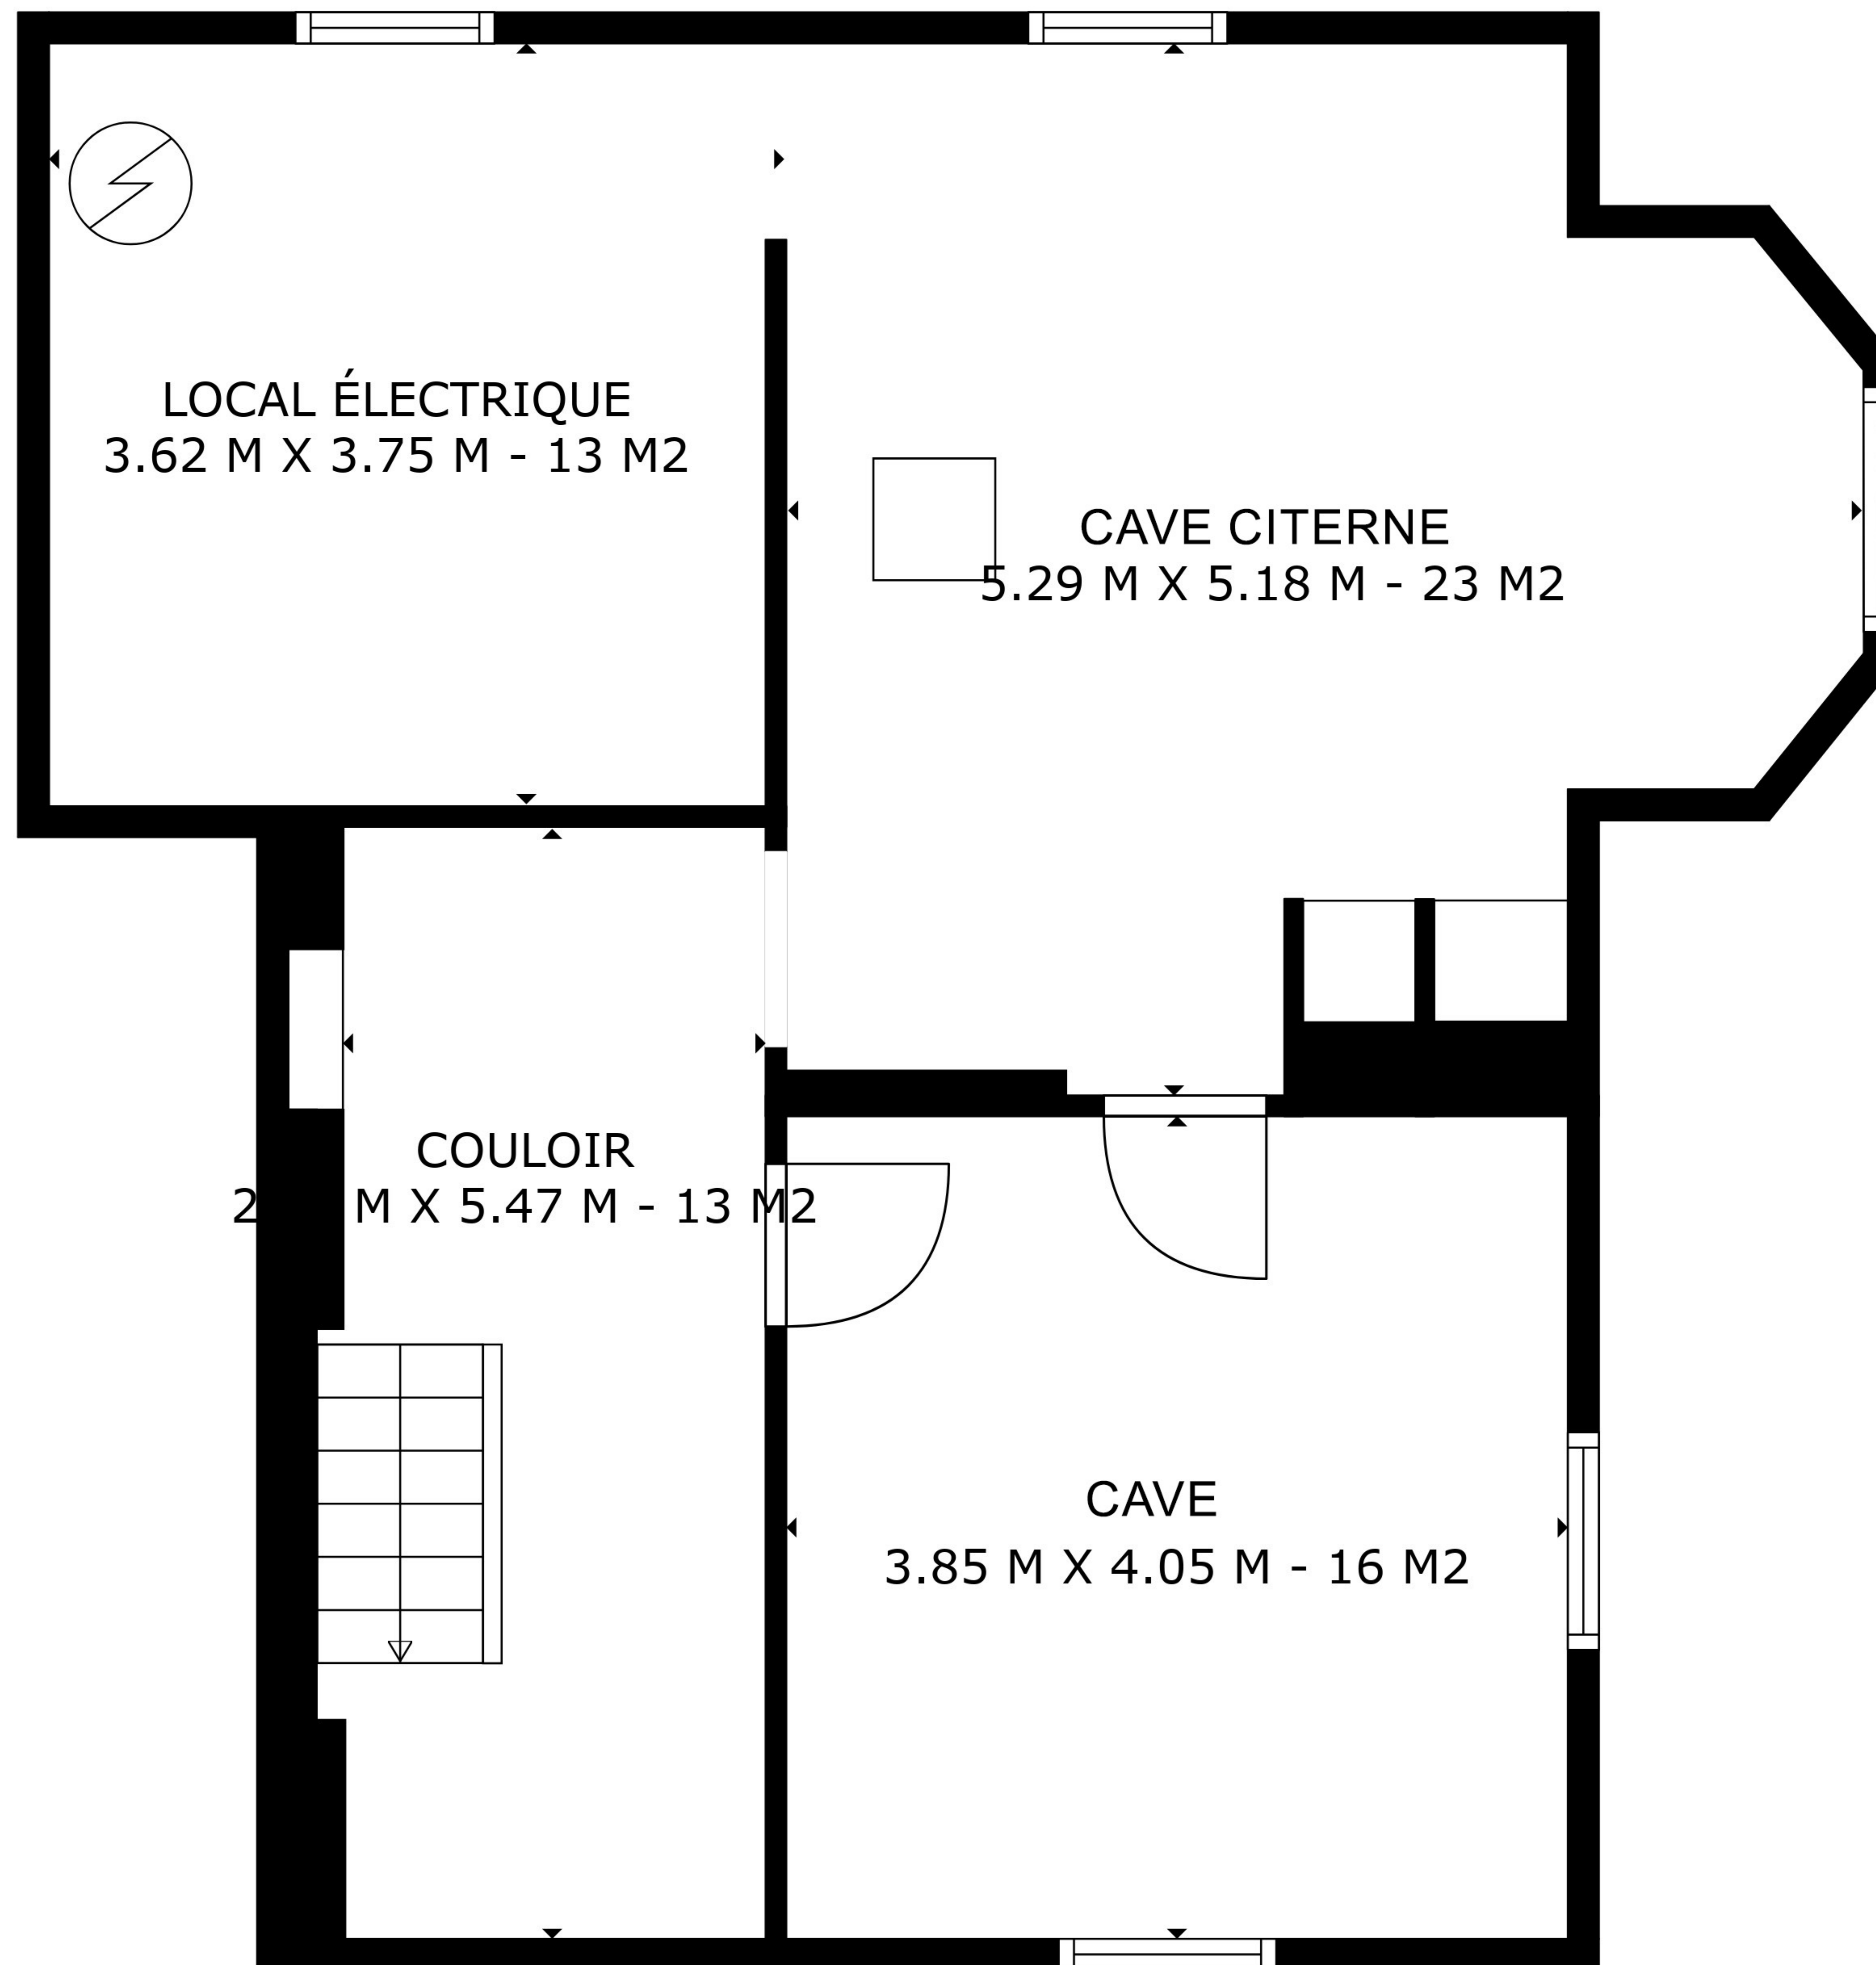 LOCAL ÉLECTRIQUE
3.62 M X 3.75 M - 13 M2
CAVE CITERNE
5.29 M X 5.18 M - 23 M2
COULOIR
M X 5.47 M - 13 M2
CAVE
3.85 M X 4.05 M - 16 M2